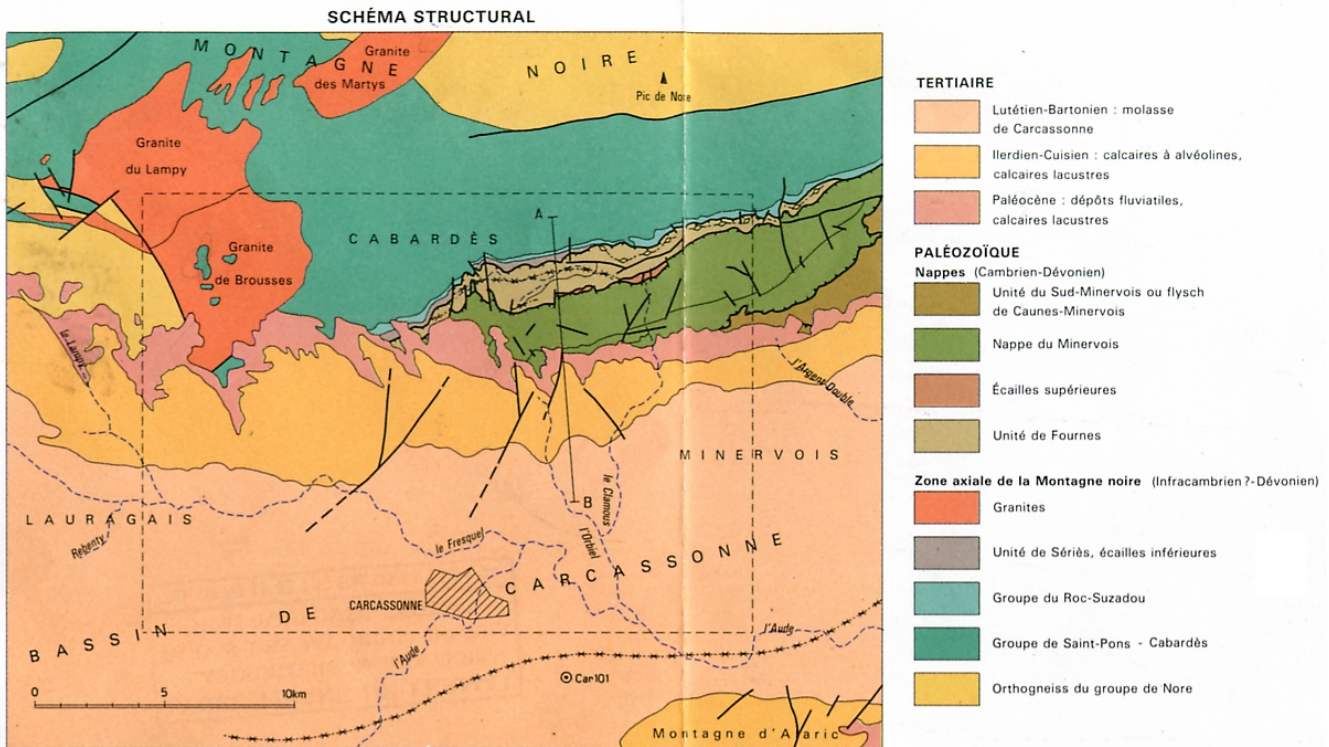 SCHÉMA STRUCTURAL
MONTAGNE
NOIRE
Granite
des Martys
Pic de Nore
Granite
du Lampy
A
CABARDÈS
Granite
de Brousses
le Lampy
l'Argent-Double
MINERVOIS
le Clamous
B
LAURAGAIS
Rebenty
le Fresquel
l'Orbiel
CARCASSONNE
BASSIN DE CARCASSONNE
l'Aude
l'Aude
Car101
0 5 10km
Montagne d'Alaric
TERTIAIRE
Lutétien-Bartonien : molasse
de Carcassonne
Ilerdien-Cuisien : calcaires à alvéolines,
calcaires lacustres
Paléocène : dépôts fluviatiles,
calcaires lacustres
PALÉOZOÏQUE
Nappes (Cambrien-Dévonien)
Unité du Sud-Minervois ou flysch
de Caunes-Minervois
Nappe du Minervois
Écailles supérieures
Unité de Fournes
Zone axiale de la Montagne noire (Infracambrien?-Dévonien)
Granites
Unité de Sériès, écailles inférieures
Groupe du Roc-Suzadou
Groupe de Saint-Pons - Cabardès
Orthogneiss du groupe de Nore